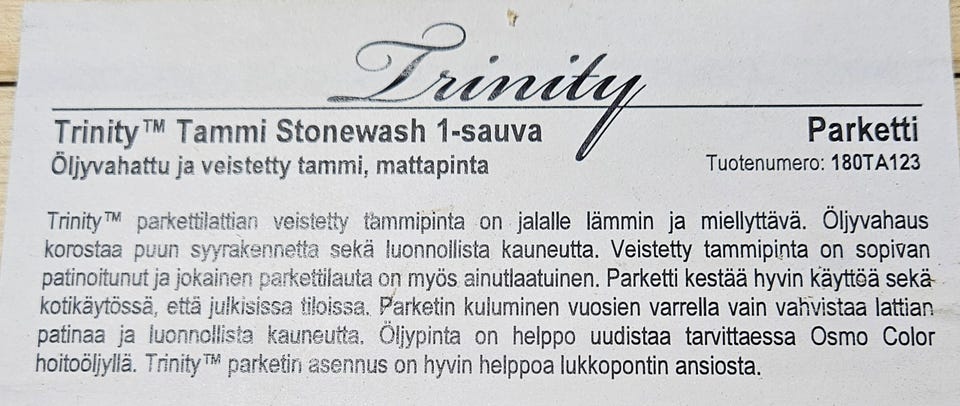 Trinity
Trinity™ Tammi Stonewash 1-sauva
Parketti
Öljyvahattu ja veistetty tammi, mattapinta
Tuotenumero: 180TA123
Trinity™ parkettilattian veistetty tammipinta on jalalle lämmin ja miellyttävä. Öljyvahaus
korostaa puun syyrakennetta sekä luonnollista kauneutta. Veistetty tammipinta on sopivan
patinoitunut ja jokainen parkettilauta on myös ainutlaatuinen. Parketti kestää hyvin käyttöä sekä
kotikäytössä, että julkisissa tiloissa. Parketin kuluminen vuosien varrella vain vahvistaa lattian
patinaa ja luonnollista kauneutta. Öljypinta on helppo uudistaa tarvittaessa Osmo Color
hoitoöljyllä. Trinity™ parketin asennus on hyvin helppoa lukkopontin ansiosta.